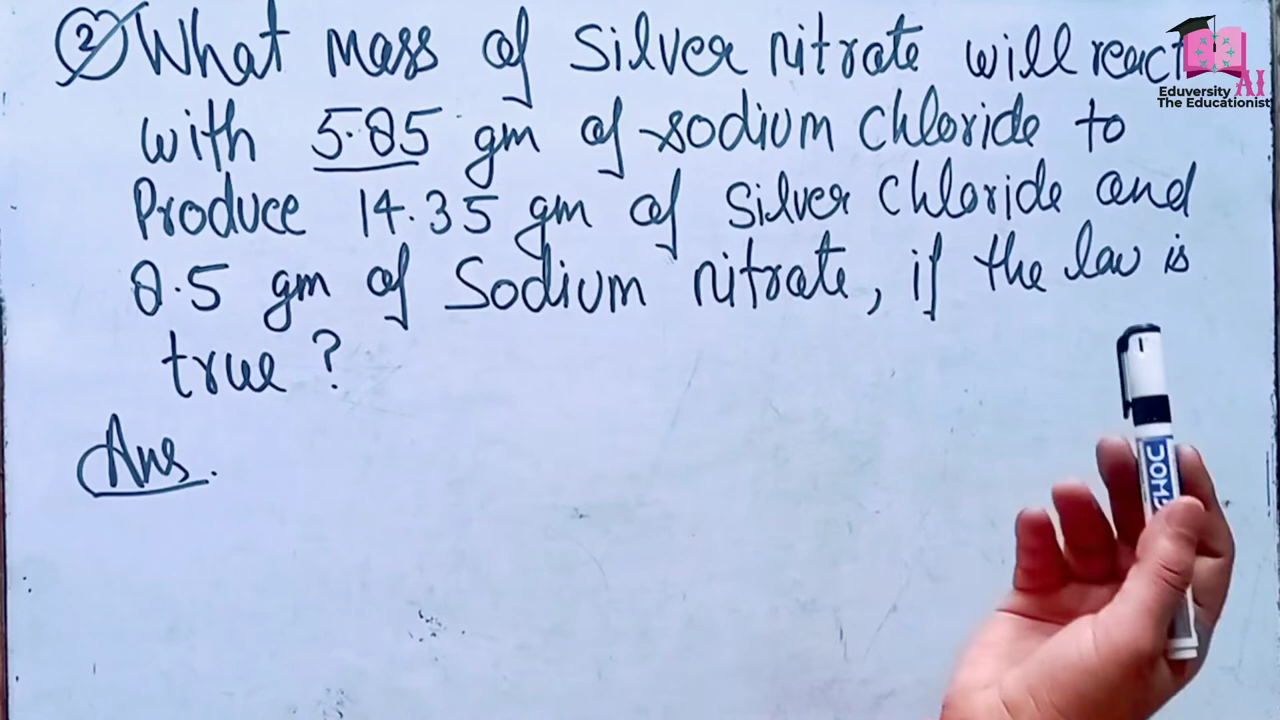 ② What mass of silver nitrate will react
with 5.85 gm of sodium chloride to
Produce 14.35 gm of silver chloride and
8.5 gm of Sodium nitrate, if the law is
true ?
Ans.
Eduversity AI
The Educationist
DOMS